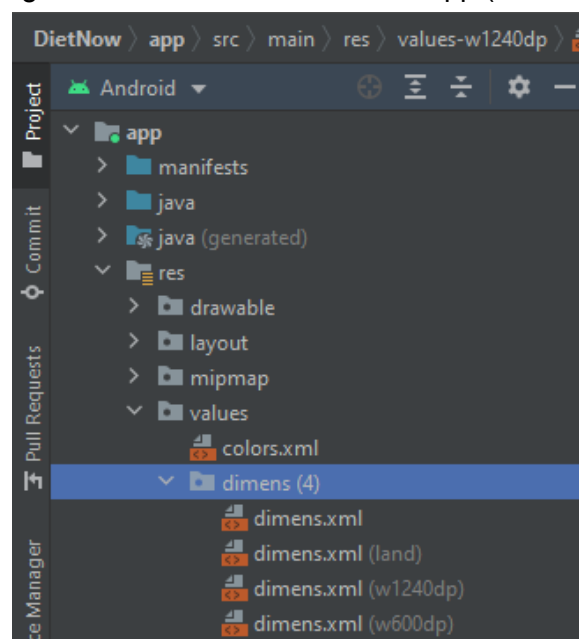 DietNow 〉 app 〉 src 〉 main 〉 res 〉 values-w1240dp 〉
Android
app
manifests
java
java (generated)
res
drawable
layout
mipmap
values
colors.xml
dimens (4)
dimens.xml
dimens.xml (land)
dimens.xml (w1240dp)
dimens.xml (w600dp)
Project
Commit
Pull Requests
Manager